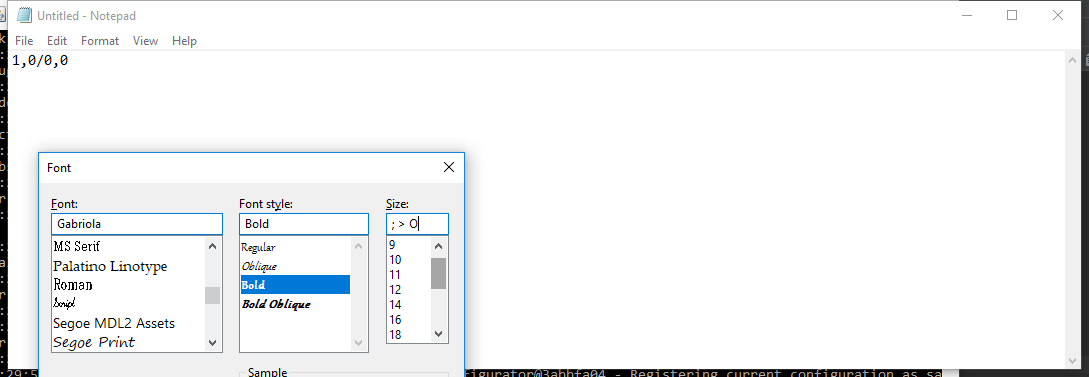 Untitled - Notepad
File Edit Format View Help
1,0/0,0
Font
Font: Font style: Size:
Gabriola Bold ; > O
MS Serif Regular 9
Palatino Linotype Oblique 10
Roman Bold 11
Script Bold Oblique 12
Segoe MDL2 Assets 14
Segoe Print 16
18
Sample
:29:5 figurator@3abbfa04 - Registering current configuration as sa